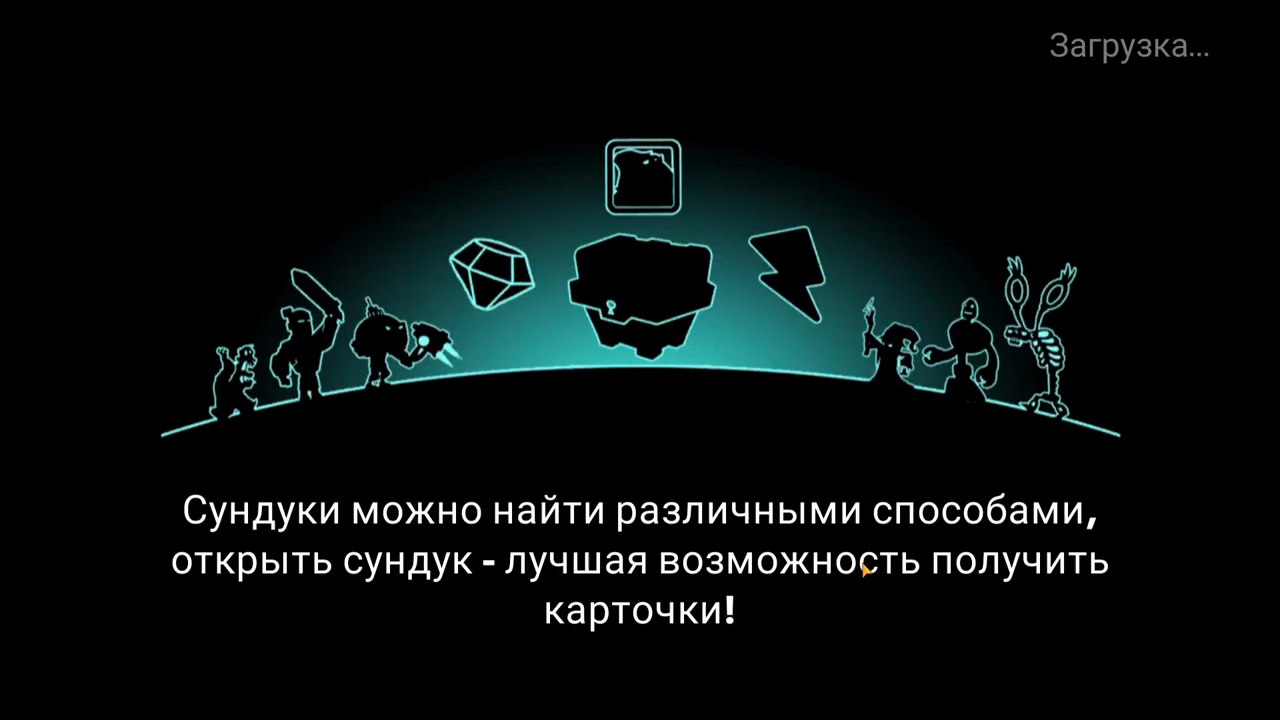 Загрузка...
Сундуки можно найти различными способами,
открыть сундук - лучшая возможность получить
карточки!